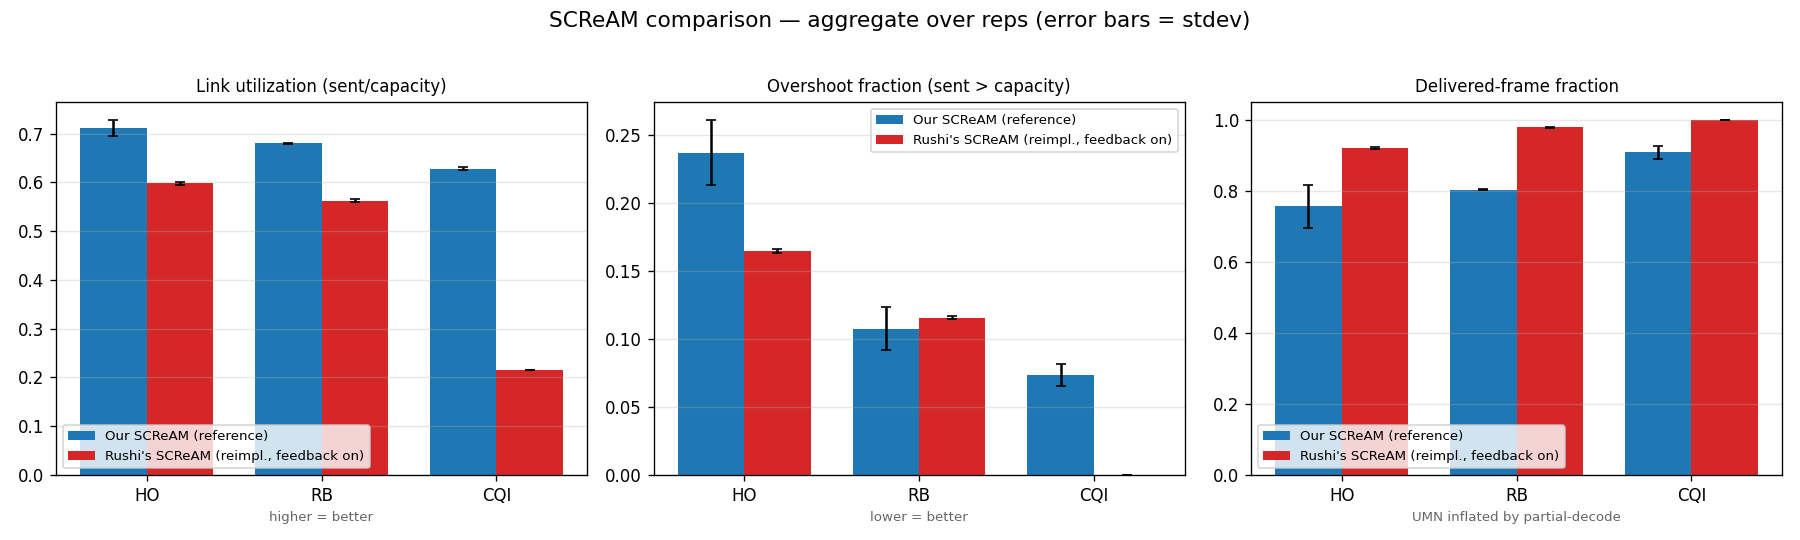 SCReAM comparison — aggregate over reps (error bars = stdev)
Link utilization (sent/capacity)
0.7
0.6
0.5
0.4
0.3
0.2
0.1
0.0
Our SCReAM (reference)
Rushi's SCReAM (reimpl., feedback on)
HO RB CQI
higher = better
Overshoot fraction (sent > capacity)
0.25
0.20
0.15
0.10
0.05
0.00
Our SCReAM (reference)
Rushi's SCReAM (reimpl., feedback on)
HO RB CQI
lower = better
Delivered-frame fraction
1.0
0.8
0.6
0.4
0.2
0.0
Our SCReAM (reference)
Rushi's SCReAM (reimpl., feedback on)
HO RB CQI
UMN inflated by partial-decode